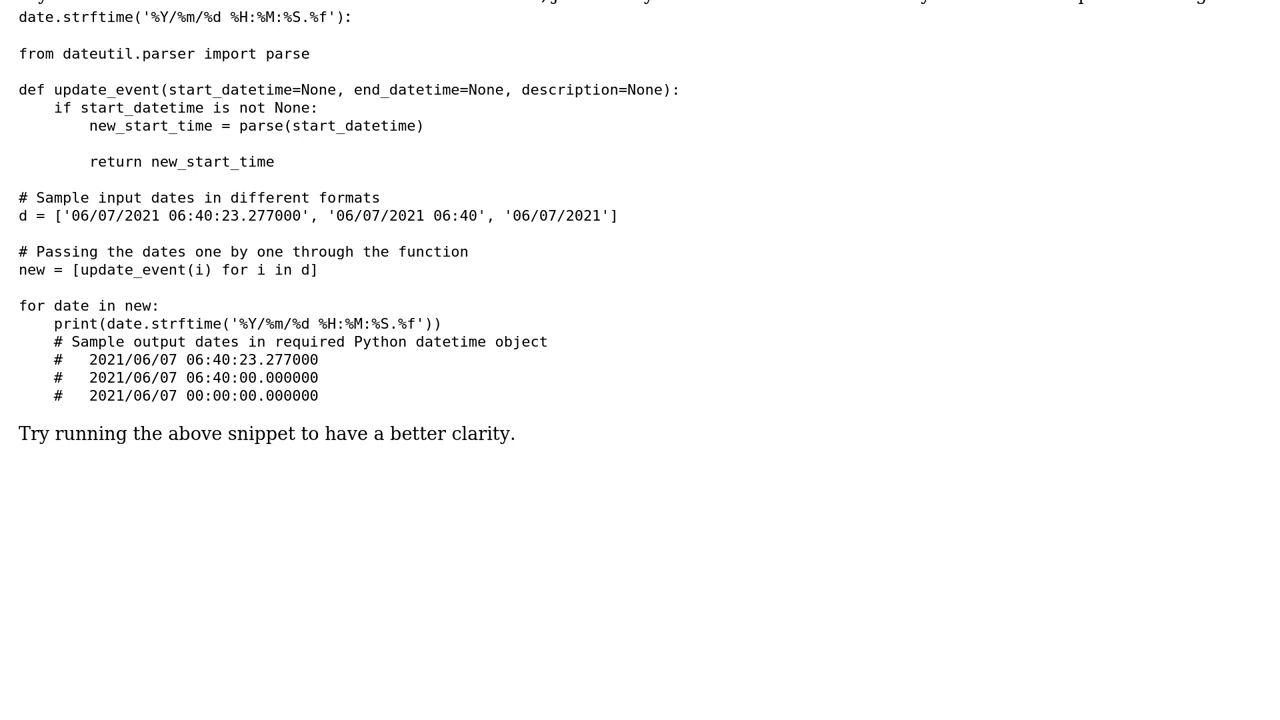 date.strftime('%Y/%m/%d %H:%M:%S.%f'):

from dateutil.parser import parse

def update_event(start_datetime=None, end_datetime=None, description=None):
    if start_datetime is not None:
        new_start_time = parse(start_datetime)

        return new_start_time

# Sample input dates in different formats
d = ['06/07/2021 06:40:23.277000', '06/07/2021 06:40', '06/07/2021']

# Passing the dates one by one through the function
new = [update_event(i) for i in d]

for date in new:
    print(date.strftime('%Y/%m/%d %H:%M:%S.%f'))
    # Sample output dates in required Python datetime object
    #   2021/06/07 06:40:23.277000
    #   2021/06/07 06:40:00.000000
    #   2021/06/07 00:00:00.000000

Try running the above snippet to have a better clarity.